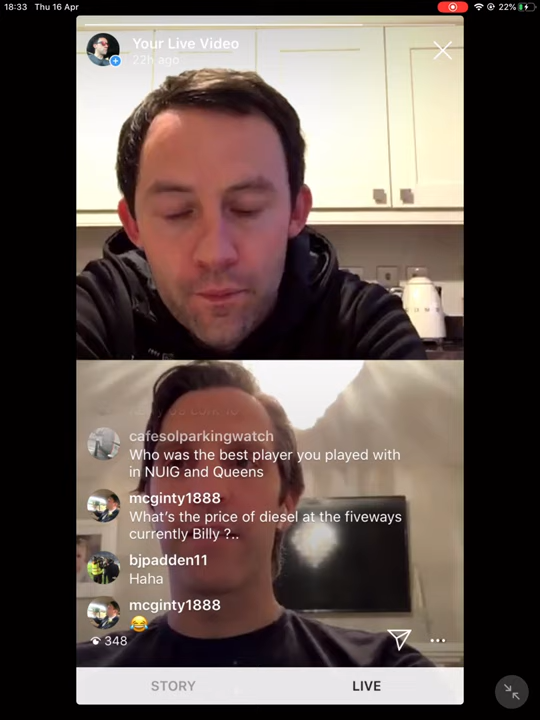 18:33 Thu 16 Apr
22%
Your Live Video
22h ago
cafesolparkingwatch
Who was the best player you played with
in NUIG and Queens
mcginty1888
What's the price of diesel at the fiveways
currently Billy ?..
bjpadden11
Haha
mcginty1888
😂
348
STORY
LIVE